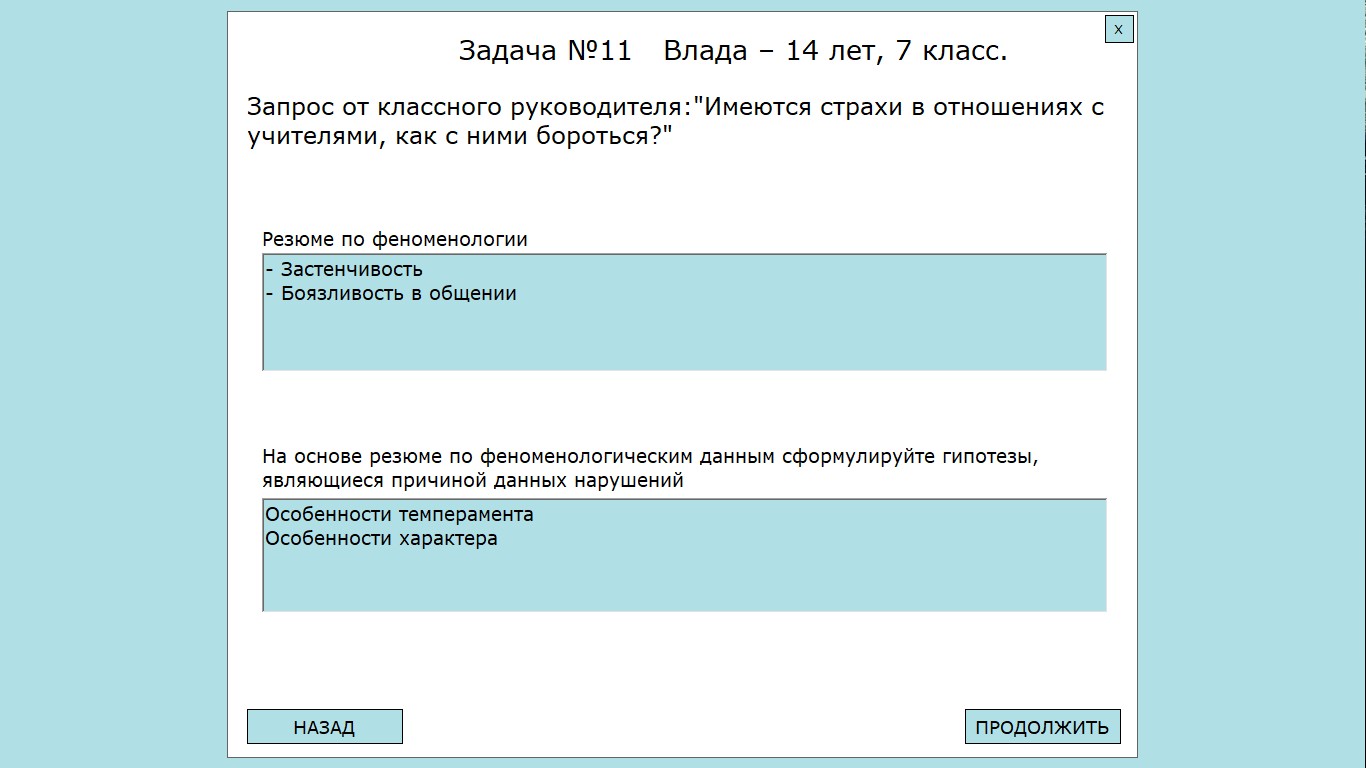 x
Задача №11 Влада – 14 лет, 7 класс.
Запрос от классного руководителя:"Имеются страхи в отношениях с
учителями, как с ними бороться?"
Резюме по феноменологии
- Застенчивость
- Боязливость в общении
На основе резюме по феноменологическим данным сформулируйте гипотезы,
являющиеся причиной данных нарушений
Особенности темперамента
Особенности характера
НАЗАД
ПРОДОЛЖИТЬ